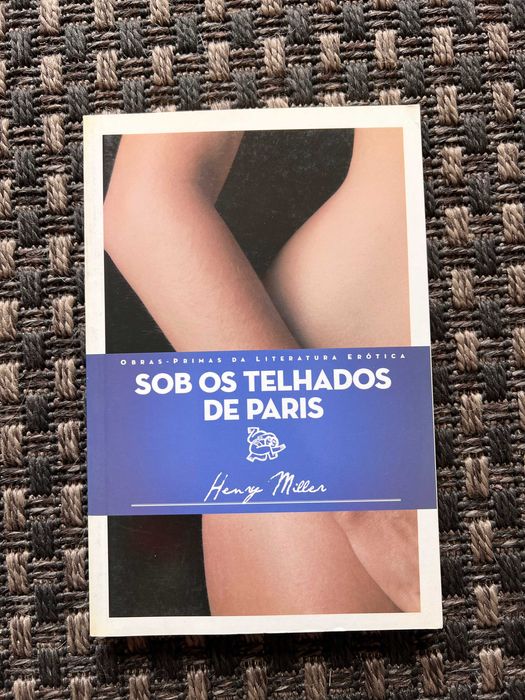 OBRAS-PRIMAS DA LITERATURA ERÓTICA
SOB OS TELHADOS
DE PARIS
Henry Miller